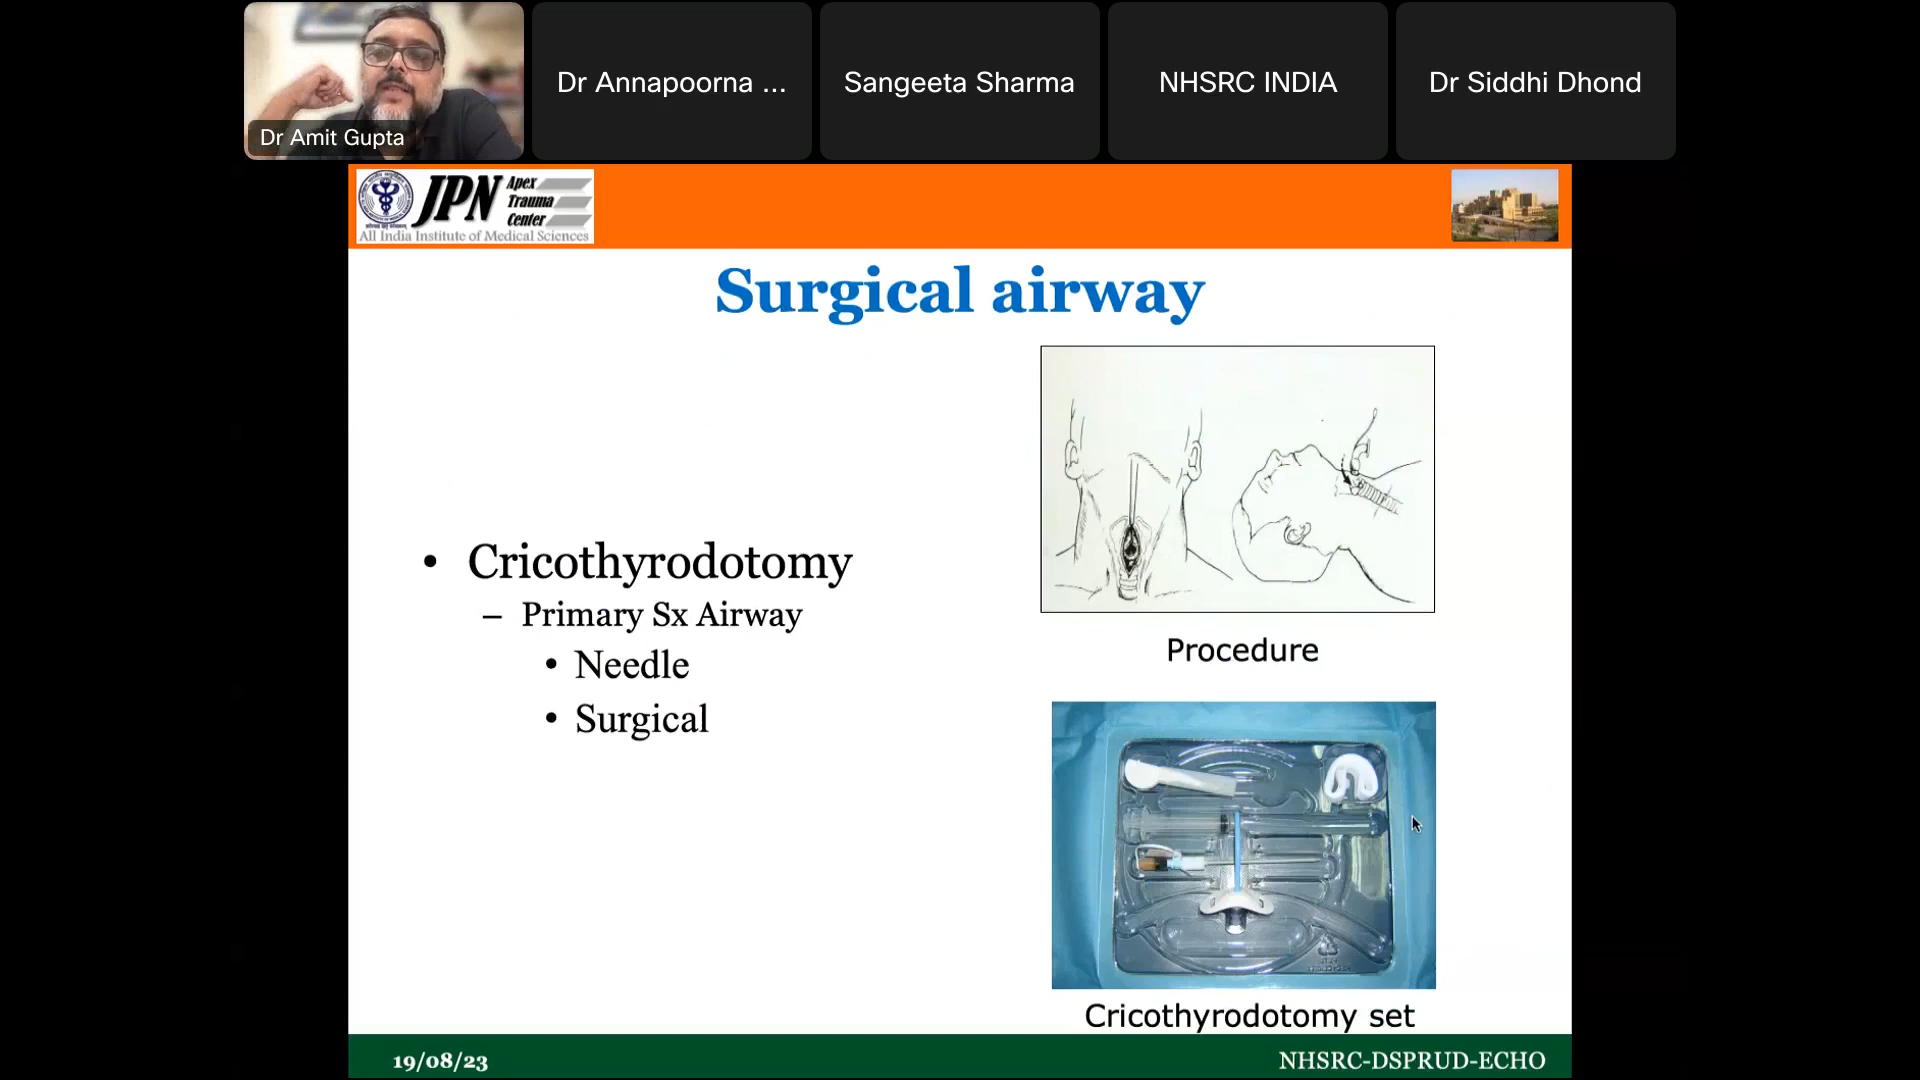 Dr Amit Gupta
Dr Annapoorna ...
Sangeeta Sharma
NHSRC INDIA
Dr Siddhi Dhond
JPN Apex
Trauma
Center
All India Institute of Medical Sciences
Surgical airway
• Cricothyrodotomy
– Primary Sx Airway
• Needle
• Surgical
Procedure
Cricothyrodotomy set
19/08/23
NHSRC-DSPRUD-ECHO